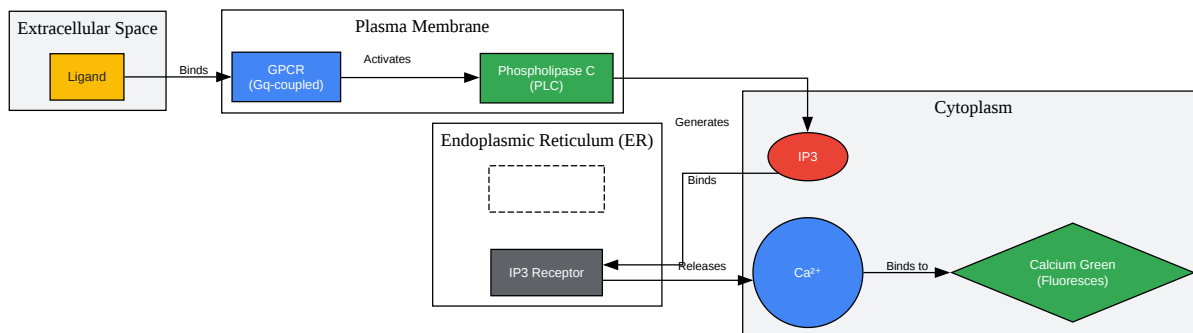 Extracellular Space
Ligand
Binds
Plasma Membrane
GPCR
(Gq-coupled)
Activates
Phospholipase C
(PLC)
Generates
Endoplasmic Reticulum (ER)
IP3 Receptor
Binds
Releases
Cytoplasm
IP3
Ca²⁺
Binds to
Calcium Green
(Fluoresces)